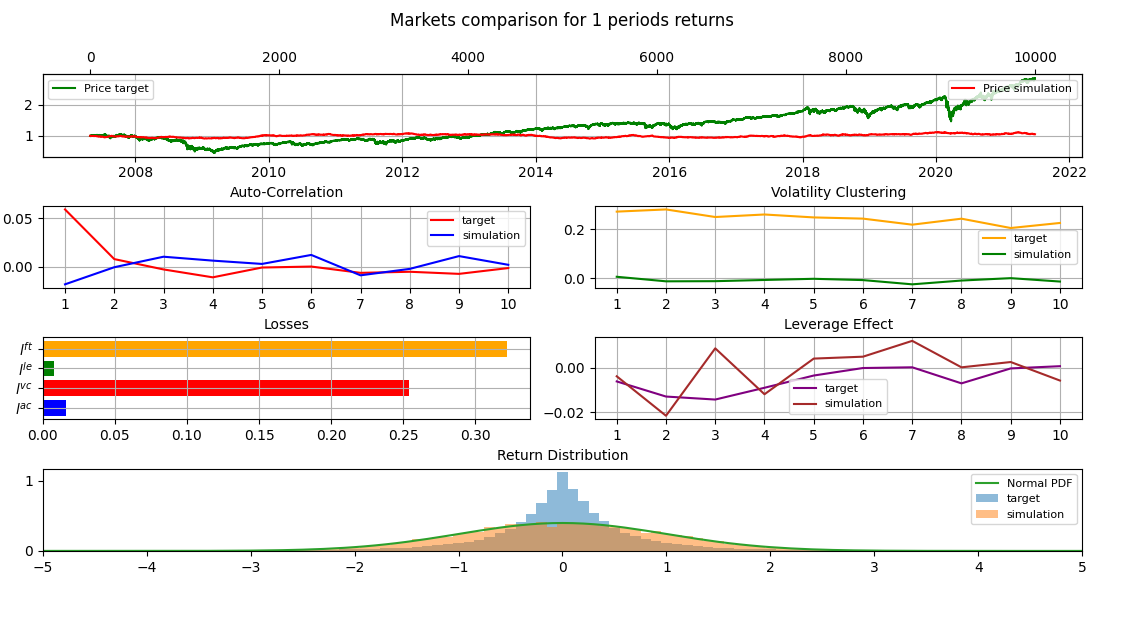 Markets comparison for 1 periods returns
0 2000 4000 6000 8000 10000
Price target
Price simulation
2
1
2008 2010 2012 2014 2016 2018 2020 2022
Auto-Correlation
0.05
0.00
target
simulation
1 2 3 4 5 6 7 8 9 10
Volatility Clustering
0.2
0.0
target
simulation
1 2 3 4 5 6 7 8 9 10
Losses
l^{ft}
l^{le}
l^{vc}
l^{ac}
0.00 0.05 0.10 0.15 0.20 0.25 0.30
Leverage Effect
0.00
−0.02
target
simulation
1 2 3 4 5 6 7 8 9 10
Return Distribution
1
0
Normal PDF
target
simulation
−5 −4 −3 −2 −1 0 1 2 3 4 5